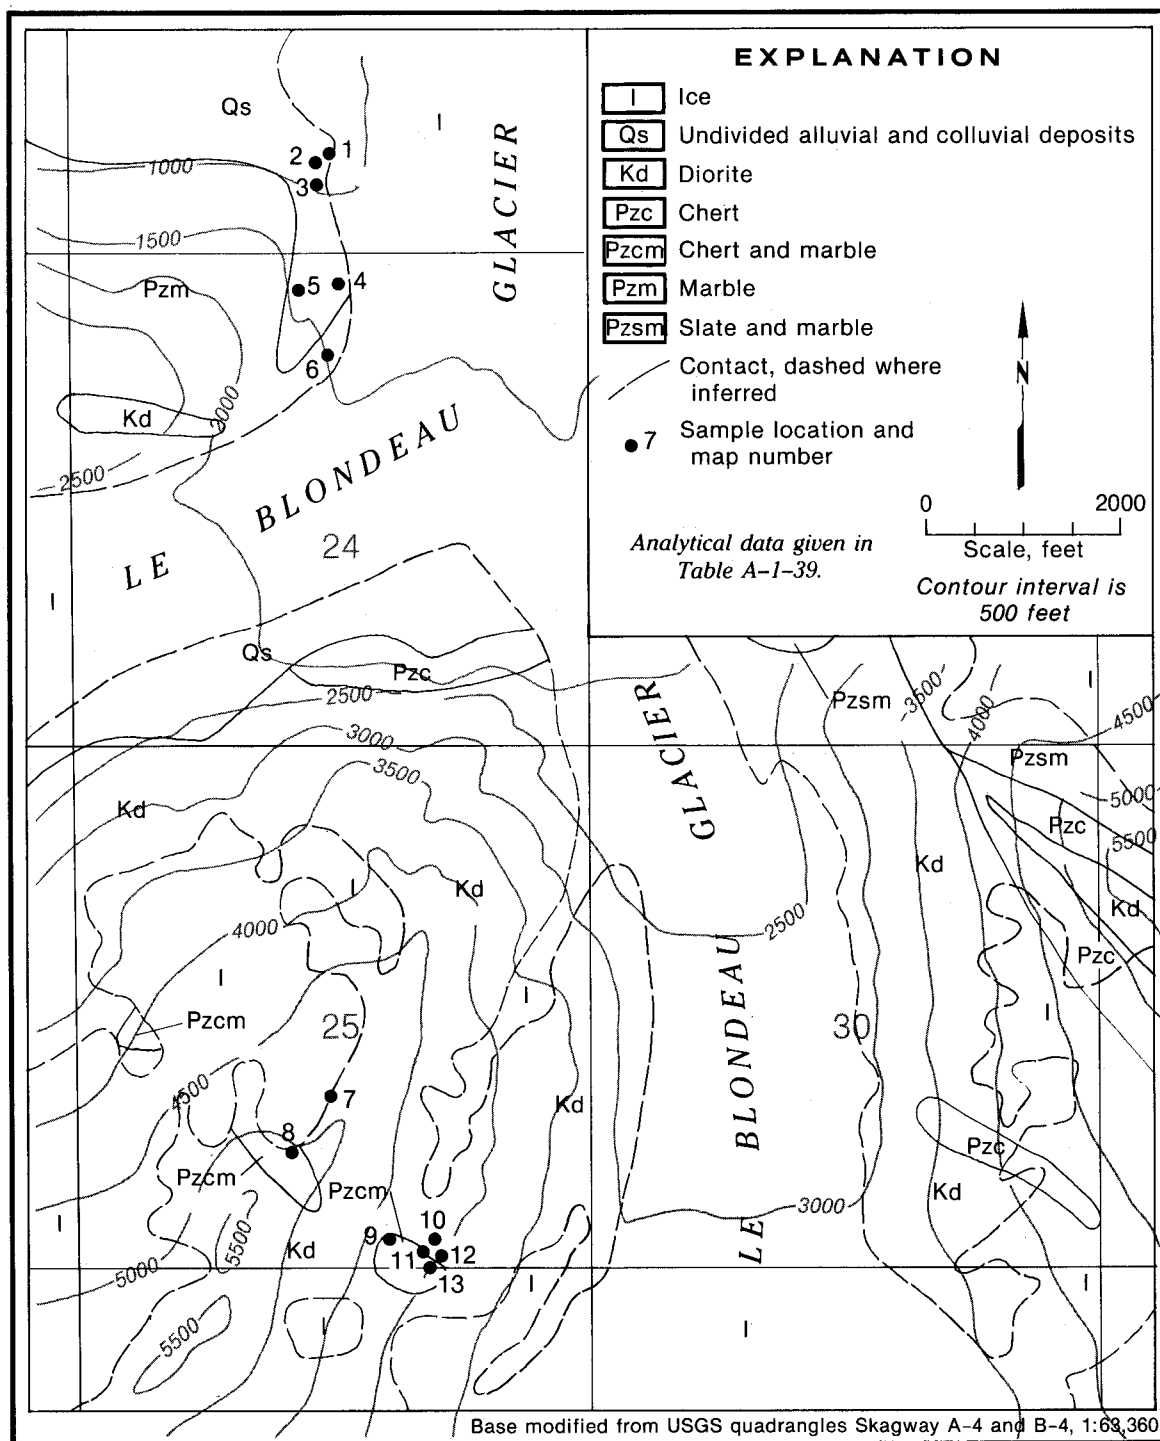 EXPLANATION
I Ice
Qs Undivided alluvial and colluvial deposits
Kd Diorite
Pzc Chert
Pzcm Chert and marble
Pzm Marble
Pzsm Slate and marble
Contact, dashed where
inferred
7 Sample location and
map number
N
0 2000
Scale, feet
Analytical data given in
Table A-1-39.
Contour interval is
500 feet
Qs
I
GLACIER
2
1
3
1000
1500
Pzm
5
4
6
Kd
2000
2500
LE BLONDEAU
24
I
Qs
Pzc
2500
3000
3500
Kd
I
Kd
4000
I
Pzcm
25
I
4500
7
8
Pzcm
Pzcm
Kd
I
5500
Kd
9
10
11
12
13
5000
I
5500
I
GLACIER
Pzsm
3500
4000
I
4500
Pzsm
5000
Pzc
5500
Kd
Kd
Pzc
2500
LE BLONDEAU
30
I
Pzc
Kd
3000
I
I
Base modified from USGS quadrangles Skagway A-4 and B-4, 1:63,360